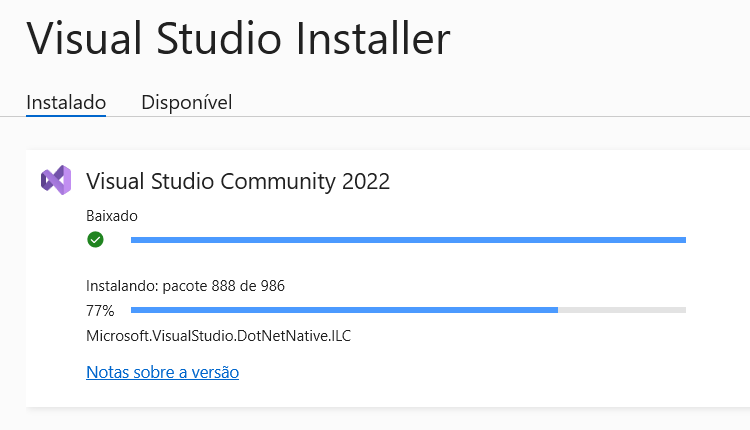 Visual Studio Installer
Instalado Disponível
Visual Studio Community 2022
Baixado
Instalando: pacote 888 de 986
77%
Microsoft.VisualStudio.DotNetNative.ILC
Notas sobre a versão